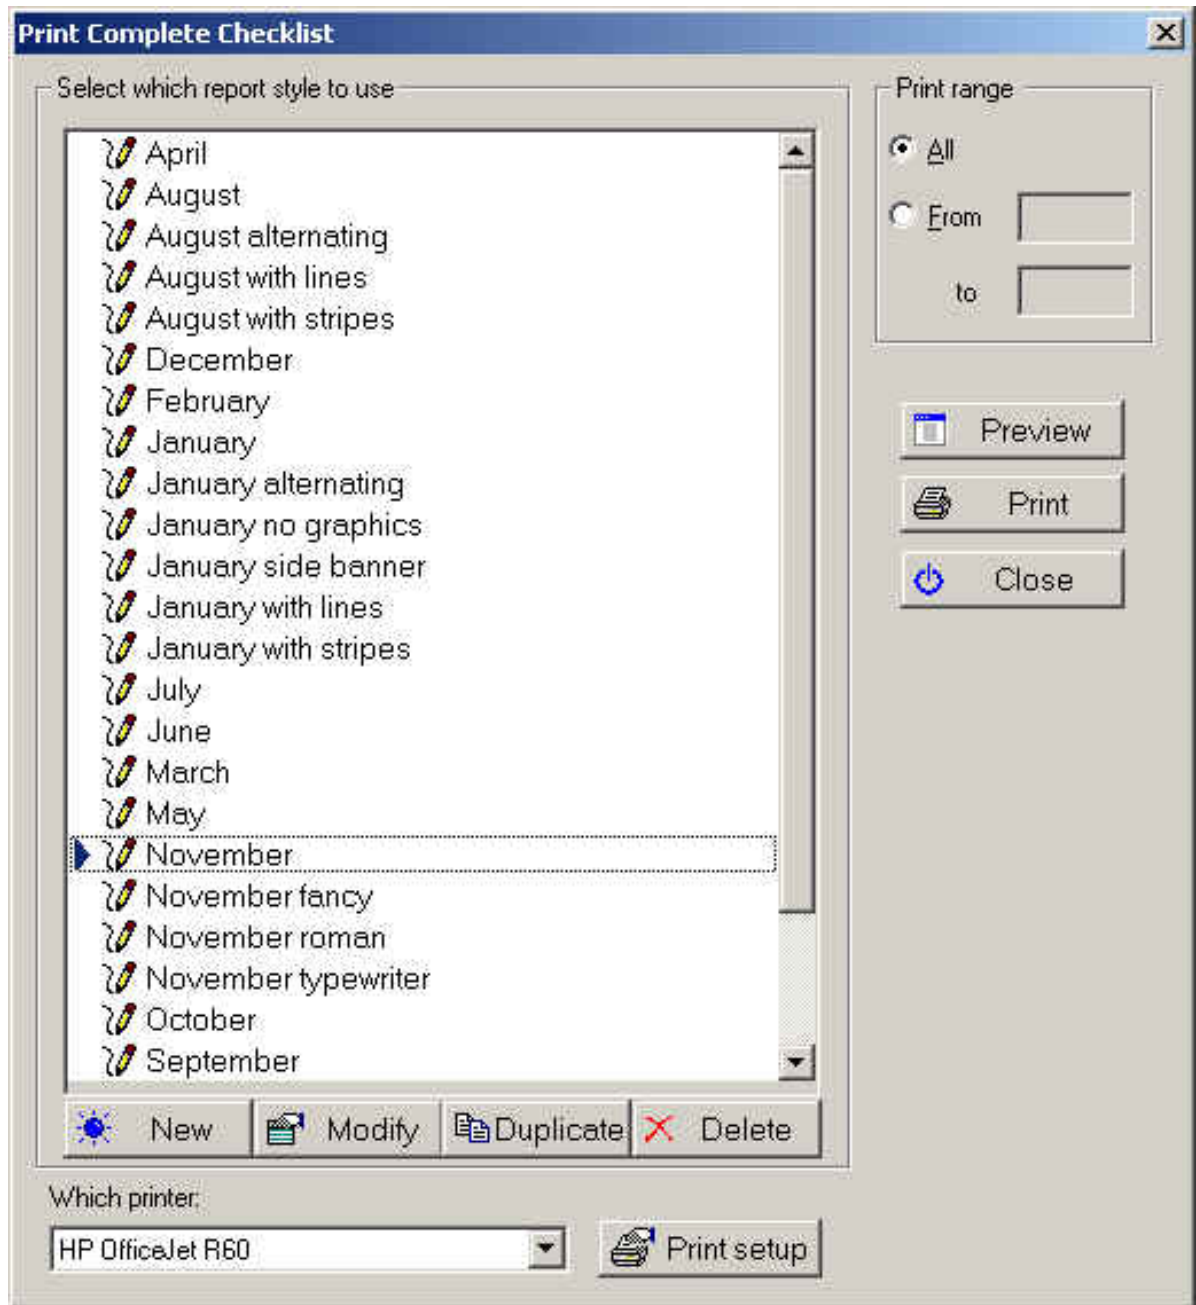 Print Complete Checklist
Select which report style to use
April
August
August alternating
August with lines
August with stripes
December
February
January
January alternating
January no graphics
January side banner
January with lines
January with stripes
July
June
March
May
November
November fancy
November roman
November typewriter
October
September
New Modify Duplicate Delete
Which printer:
HP OfficeJet R60 Print setup
Print range
All
From
to
Preview
Print
Close